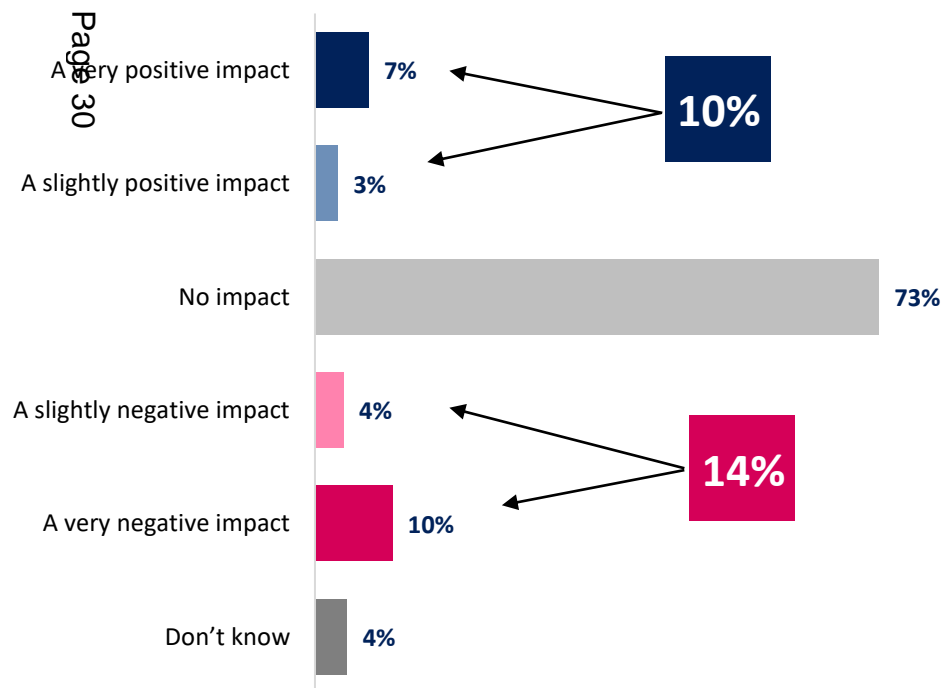 Page 30
A very positive impact
7%
10%
A slightly positive impact
3%
No impact
73%
A slightly negative impact
4%
14%
A very negative impact
10%
Don’t know
4%